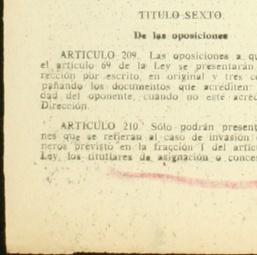 TITULO SEXTO.
De las oposiciones
ARTICULO 209. Las oposiciones a qu
el artículo 69 de la Ley se presentarán
rección por escrito, en original y tres co
pañando los documentos que acrediten
dad del oponente, cuando no esté acred
Dirección.
ARTICULO 210. Sólo podrán present
nes que se refieran al caso de invasión
neros previsto en la fracción I del artíc
Ley, los titulares de asignación o conce